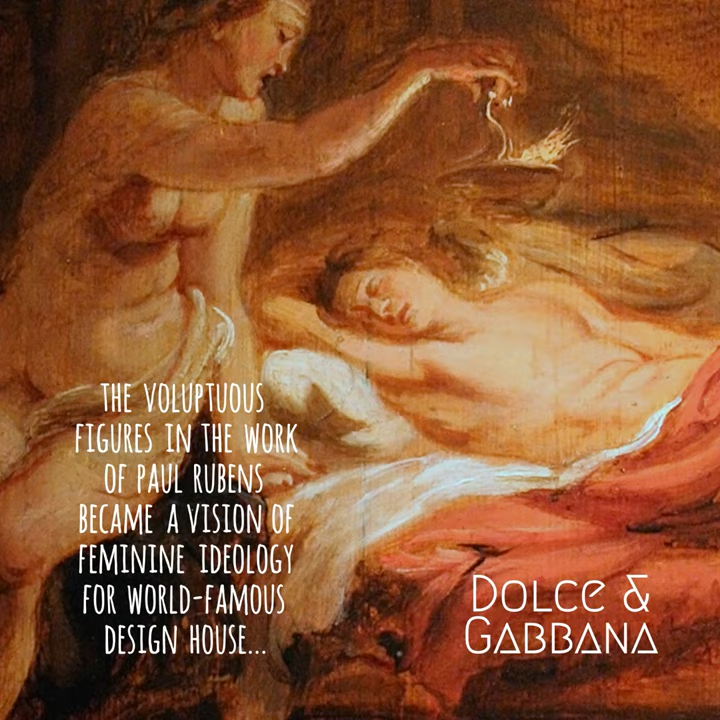 THE VOLUPTUOUS
FIGURES IN THE WORK
OF PAUL RUBENS
BECAME A VISION OF
FEMININE IDEOLOGY
FOR WORLD-FAMOUS
DESIGN HOUSE...
DOLCE &
GABBANA